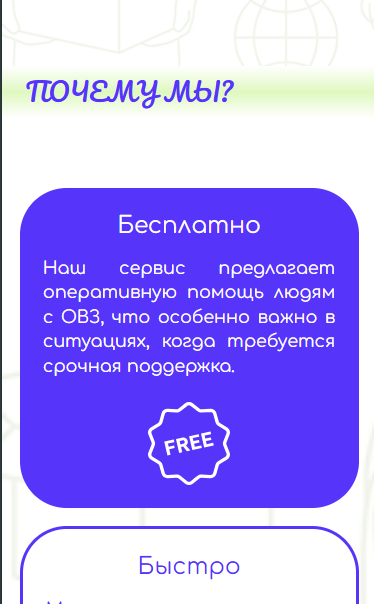 ПОЧЕМУ МЫ?
Бесплатно
Наш сервис предлагает
оперативную помощь людям
с ОВЗ, что особенно важно в
ситуациях, когда требуется
срочная поддержка.
FREE
Быстро